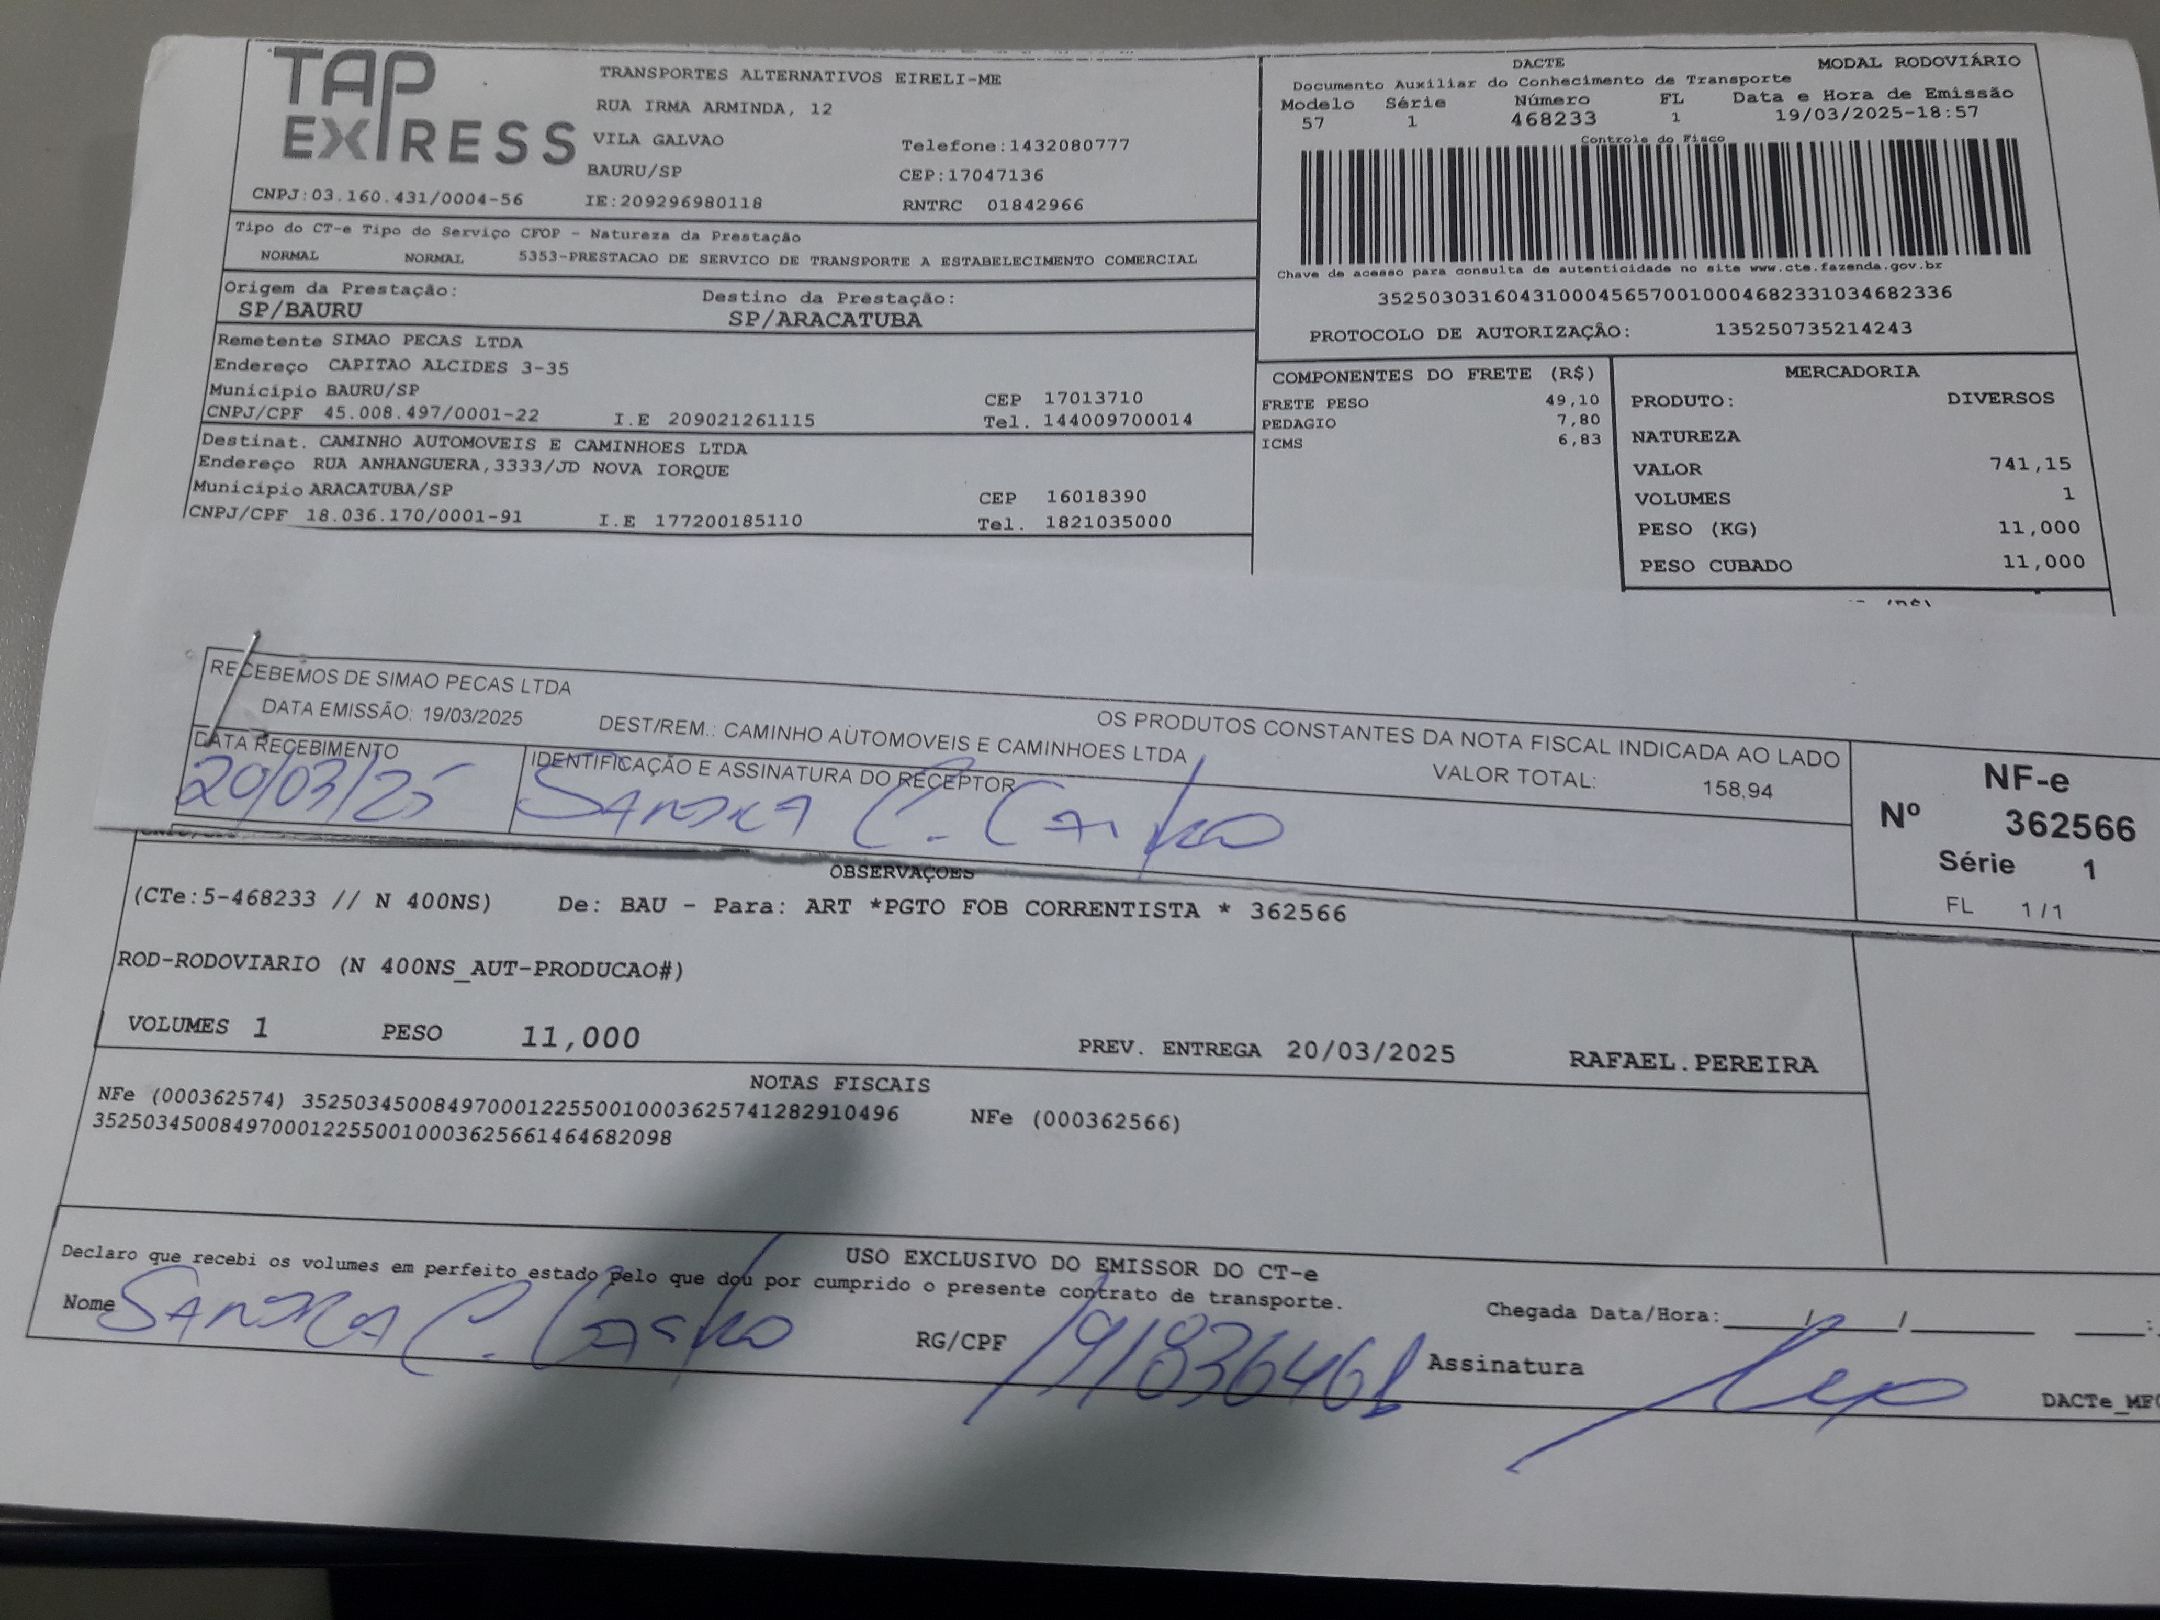 TAP EXPRESS
TRANSPORTES ALTERNATIVOS EIRELI-ME
RUA IRMA ARMINDA, 12
VILA GALVAO Telefone:1432080777
BAURU/SP CEP:17047136
CNPJ:03.160.431/0004-56 IE:209296980118 RNTRC 01842966
DACTE MODAL RODOVIÁRIO
Documento Auxiliar do Conhecimento de Transporte
Modelo Série Número FL Data e Hora de Emissão
57 1 468233 1 19/03/2025-18:57
Controle do Fisco
Chave de acesso para consulta de autenticidade no site www.cte.fazenda.gov.br
35250303160431000456570010004682331034682336
PROTOCOLO DE AUTORIZAÇÃO: 135250735214243
Tipo do CT-e Tipo do Serviço CFOP - Natureza da Prestação
NORMAL NORMAL 5353-PRESTACAO DE SERVICO DE TRANSPORTE A ESTABELECIMENTO COMERCIAL
Origem da Prestação: Destino da Prestação:
SP/BAURU SP/ARACATUBA
Remetente SIMAO PECAS LTDA
Endereço CAPITAO ALCIDES 3-35
Município BAURU/SP CEP 17013710
CNPJ/CPF 45.008.497/0001-22 I.E 209021261115 Tel. 144009700014
Destinat. CAMINHO AUTOMOVEIS E CAMINHOES LTDA
Endereço RUA ANHANGUERA,3333/JD NOVA IORQUE
Município ARACATUBA/SP CEP 16018390
CNPJ/CPF 18.036.170/0001-91 I.E 177200185110 Tel. 1821035000
COMPONENTES DO FRETE (R$)
FRETE PESO 49,10
PEDAGIO 7,80
ICMS 6,83
MERCADORIA
PRODUTO: DIVERSOS
NATUREZA
VALOR 741,15
VOLUMES 1
PESO (KG) 11,000
PESO CUBADO 11,000
RECEBEMOS DE SIMAO PECAS LTDA OS PRODUTOS CONSTANTES DA NOTA FISCAL INDICADA AO LADO
DATA EMISSÃO: 19/03/2025 DEST/REM.: CAMINHO AUTOMOVEIS E CAMINHOES LTDA VALOR TOTAL: 158,94
DATA RECEBIMENTO IDENTIFICAÇÃO E ASSINATURA DO RECEPTOR
20/03/25 SANDRA C. CASTRO
NF-e
Nº 362566
Série 1
FL 1/1
OBSERVAÇOES
(CTe:5-468233 // N 400NS) De: BAU - Para: ART *PGTO FOB CORRENTISTA * 362566
ROD-RODOVIARIO (N 400NS_AUT-PRODUCAO#)
VOLUMES 1 PESO 11,000 PREV. ENTREGA 20/03/2025 RAFAEL.PEREIRA
NOTAS FISCAIS
NFe (000362574) 35250345008497000122550010003625741282910496 NFe (000362566)
35250345008497000122550010003625661464682098
USO EXCLUSIVO DO EMISSOR DO CT-e
Declaro que recebi os volumes em perfeito estado pelo que dou por cumprido o presente contrato de transporte.
Nome SANDRA C. CASTRO RG/CPF Chegada Data/Hora:____/____/____ ___:
Assinatura